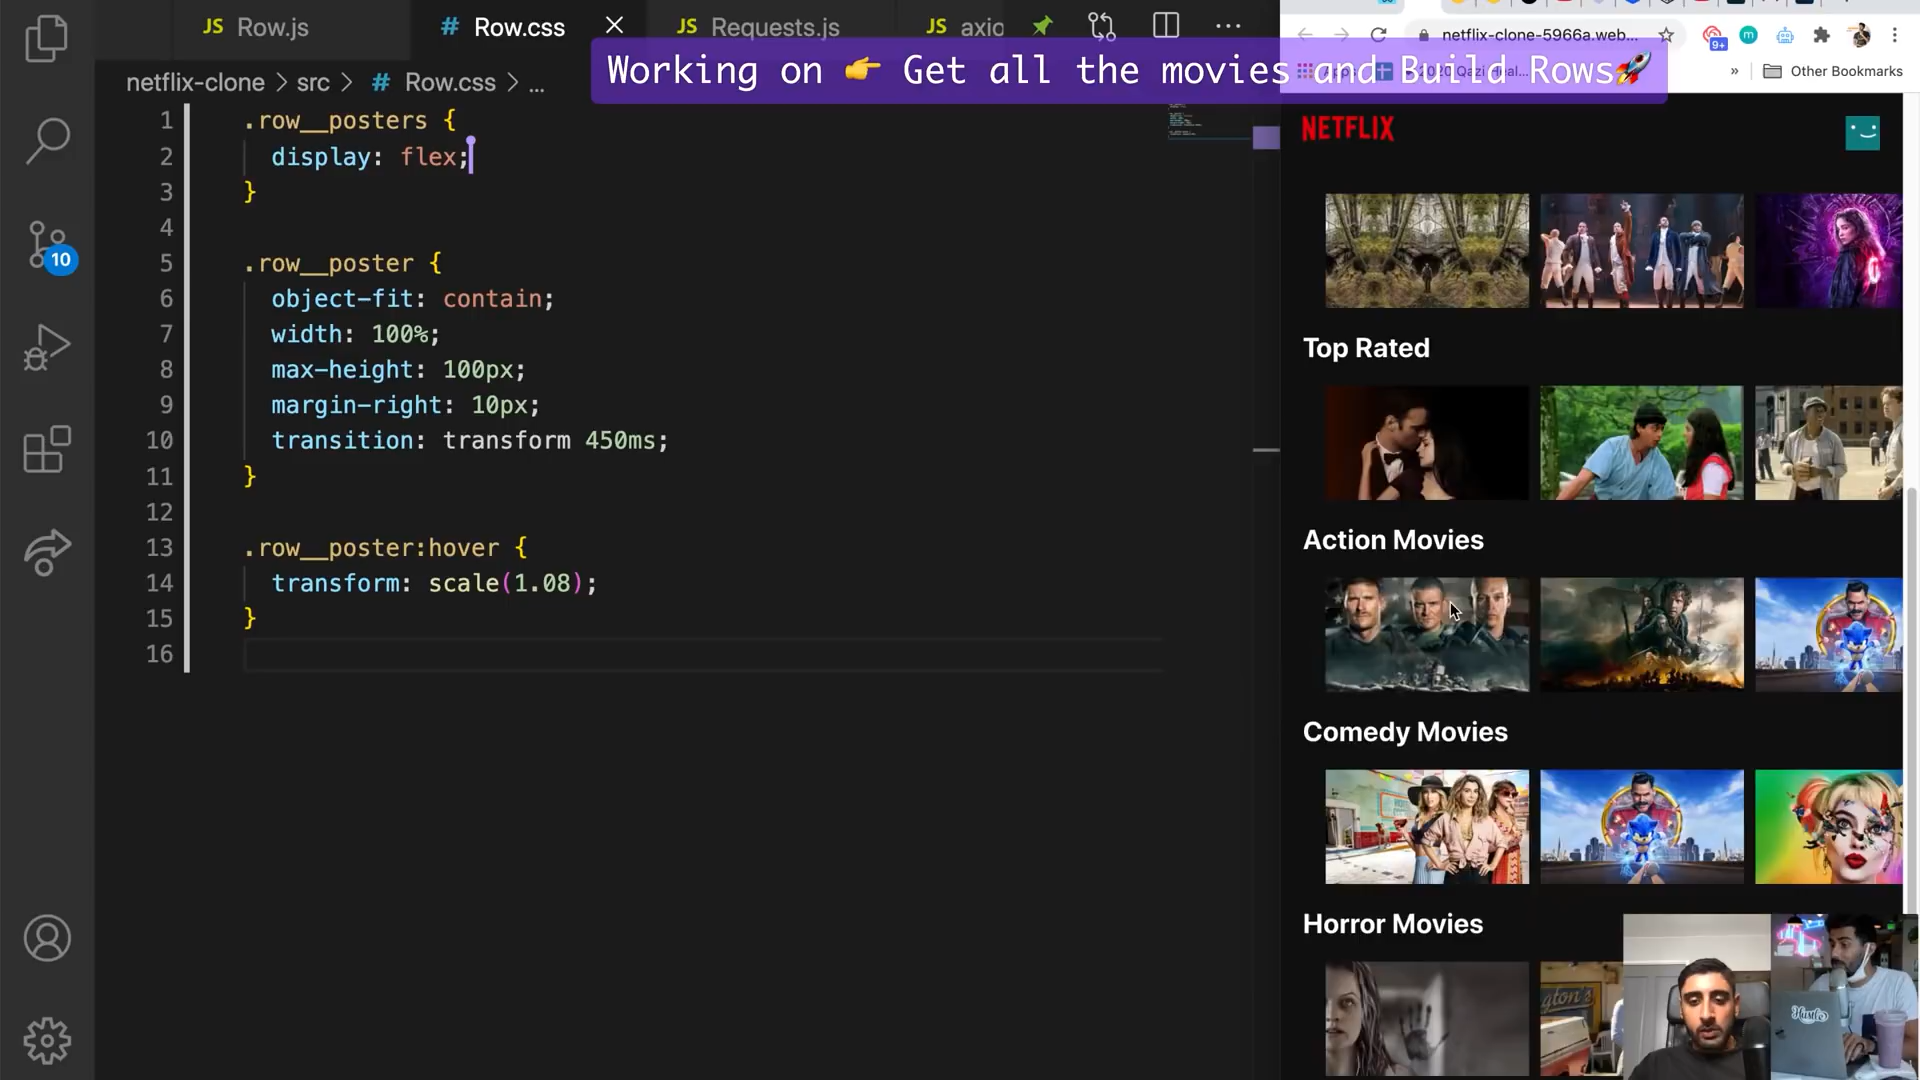 JS Row.js
# Row.css
JS Requests.js
JS axio
netflix-clone > src > # Row.css > ...
Working on 👉 Get all the movies and Build Rows🚀
1 .row__posters {
2 display: flex;
3 }
4
5 .row__poster {
6 object-fit: contain;
7 width: 100%;
8 max-height: 100px;
9 margin-right: 10px;
10 transition: transform 450ms;
11 }
12
13 .row__poster:hover {
14 transform: scale(1.08);
15 }
16
10
netflix-clone-5966a.web...
9+
m
» Other Bookmarks
NETFLIX
Top Rated
Action Movies
Comedy Movies
Horror Movies
Hustle